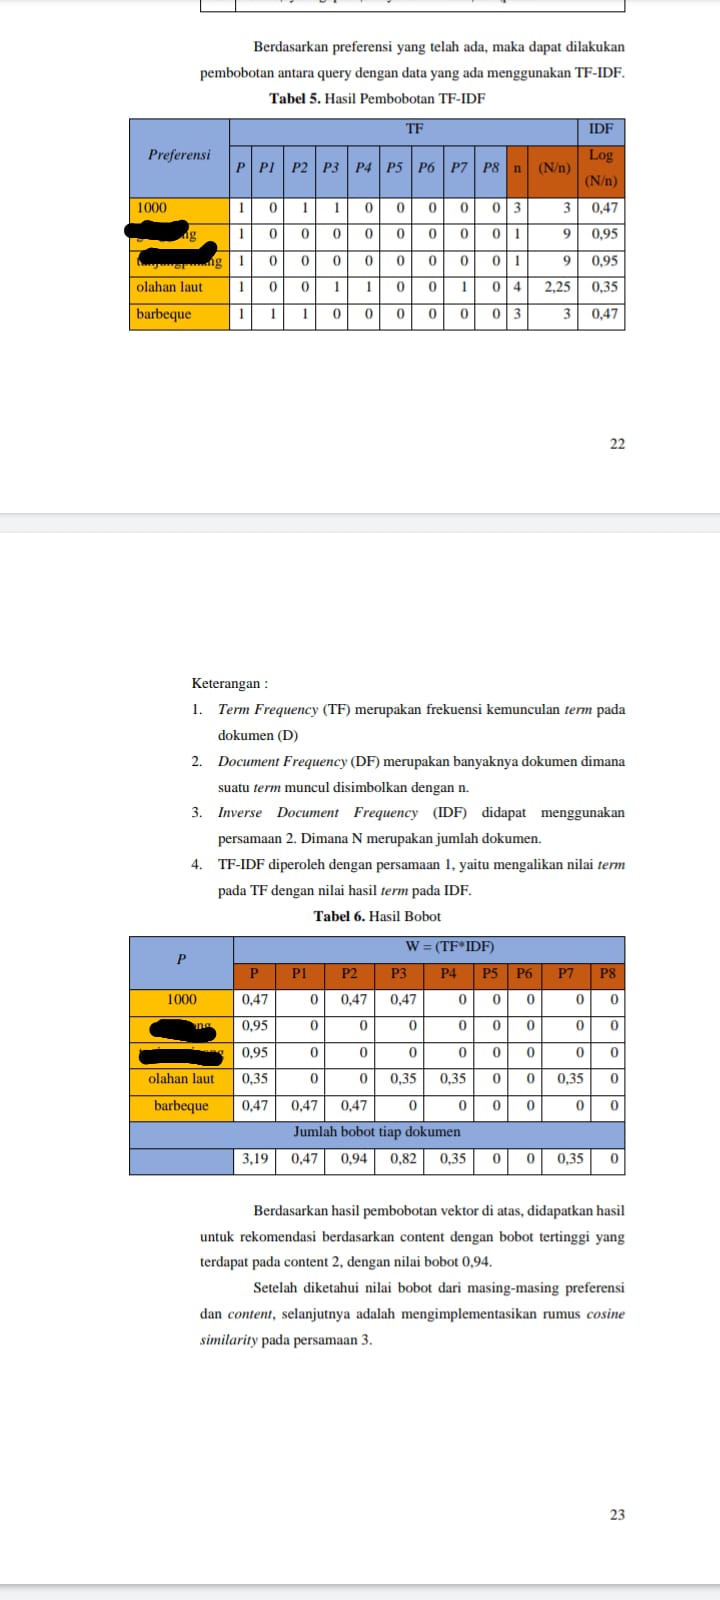 Berdasarkan preferensi yang telah ada, maka dapat dilakukan
pembobotan antara query dengan data yang ada menggunakan TF-IDF.
Tabel 5. Hasil Pembobotan TF-IDF
Preferensi TF IDF
P P1 P2 P3 P4 P5 P6 P7 P8 n (N/n) Log (N/n)
1000 1 0 1 1 0 0 0 0 0 3 3 0,47
1 0 0 0 0 0 0 0 0 1 9 0,95
1 0 0 0 0 0 0 0 0 1 9 0,95
olahan laut 1 0 0 1 1 0 0 1 0 4 2,25 0,35
barbeque 1 1 1 0 0 0 0 0 0 3 3 0,47
22
Keterangan :
1. Term Frequency (TF) merupakan frekuensi kemunculan term pada
dokumen (D)
2. Document Frequency (DF) merupakan banyaknya dokumen dimana
suatu term muncul disimbolkan dengan n.
3. Inverse Document Frequency (IDF) didapat menggunakan
persamaan 2. Dimana N merupakan jumlah dokumen.
4. TF-IDF diperoleh dengan persamaan 1, yaitu mengalikan nilai term
pada TF dengan nilai hasil term pada IDF.
Tabel 6. Hasil Bobot
P W = (TF*IDF)
P P1 P2 P3 P4 P5 P6 P7 P8
1000 0,47 0 0,47 0,47 0 0 0 0 0
0,95 0 0 0 0 0 0 0 0
0,95 0 0 0 0 0 0 0 0
olahan laut 0,35 0 0 0,35 0,35 0 0 0,35 0
barbeque 0,47 0,47 0,47 0 0 0 0 0 0
Jumlah bobot tiap dokumen
3,19 0,47 0,94 0,82 0,35 0 0 0,35 0
Berdasarkan hasil pembobotan vektor di atas, didapatkan hasil
untuk rekomendasi berdasarkan content dengan bobot tertinggi yang
terdapat pada content 2, dengan nilai bobot 0,94.
Setelah diketahui nilai bobot dari masing-masing preferensi
dan content, selanjutnya adalah mengimplementasikan rumus cosine
similarity pada persamaan 3.
23